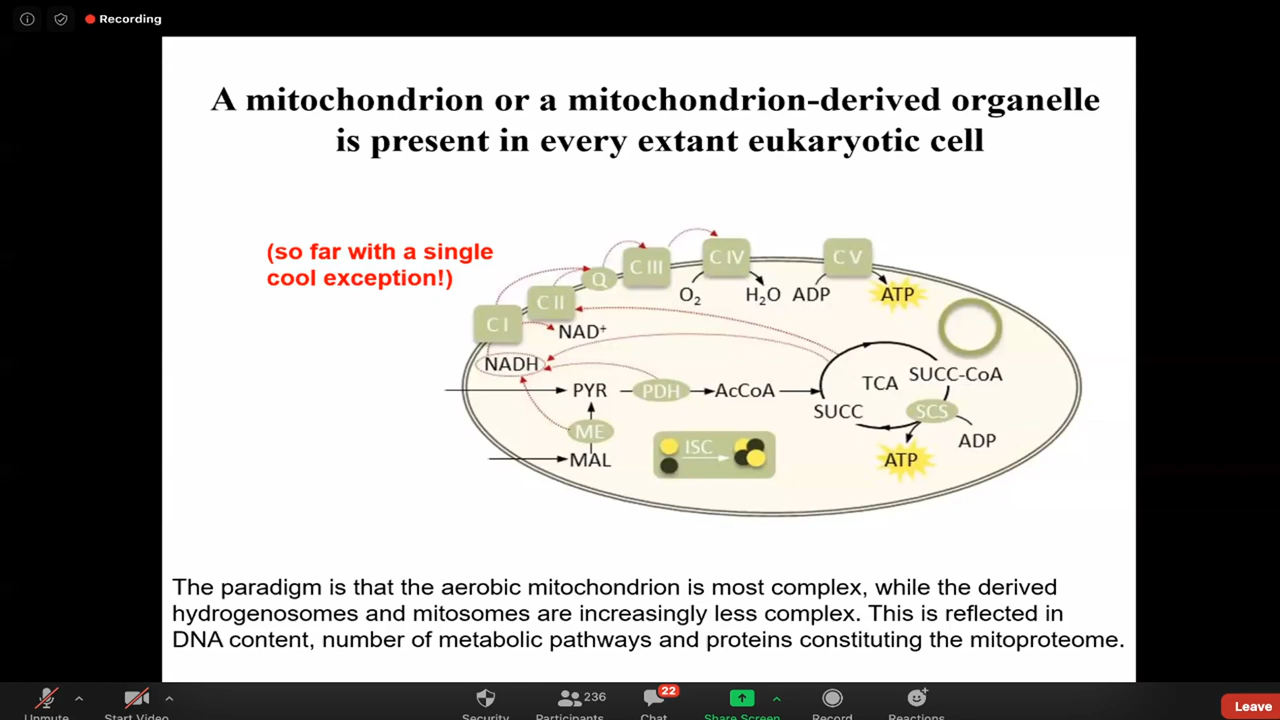 Recording
A mitochondrion or a mitochondrion-derived organelle
is present in every extant eukaryotic cell
(so far with a single
cool exception!)
C I
C II
Q
C III
C IV
C V
O₂
H₂O
ADP
ATP
NAD⁺
NADH
PYR
PDH
AcCoA
TCA
SUCC-CoA
SUCC
SCS
ADP
ATP
ME
MAL
ISC
The paradigm is that the aerobic mitochondrion is most complex, while the derived
hydrogenosomes and mitosomes are increasingly less complex. This is reflected in
DNA content, number of metabolic pathways and proteins constituting the mitoproteome.
Unmute
Start Video
Security
236
Participants
22
Chat
Share Screen
Record
Reactions
Leave